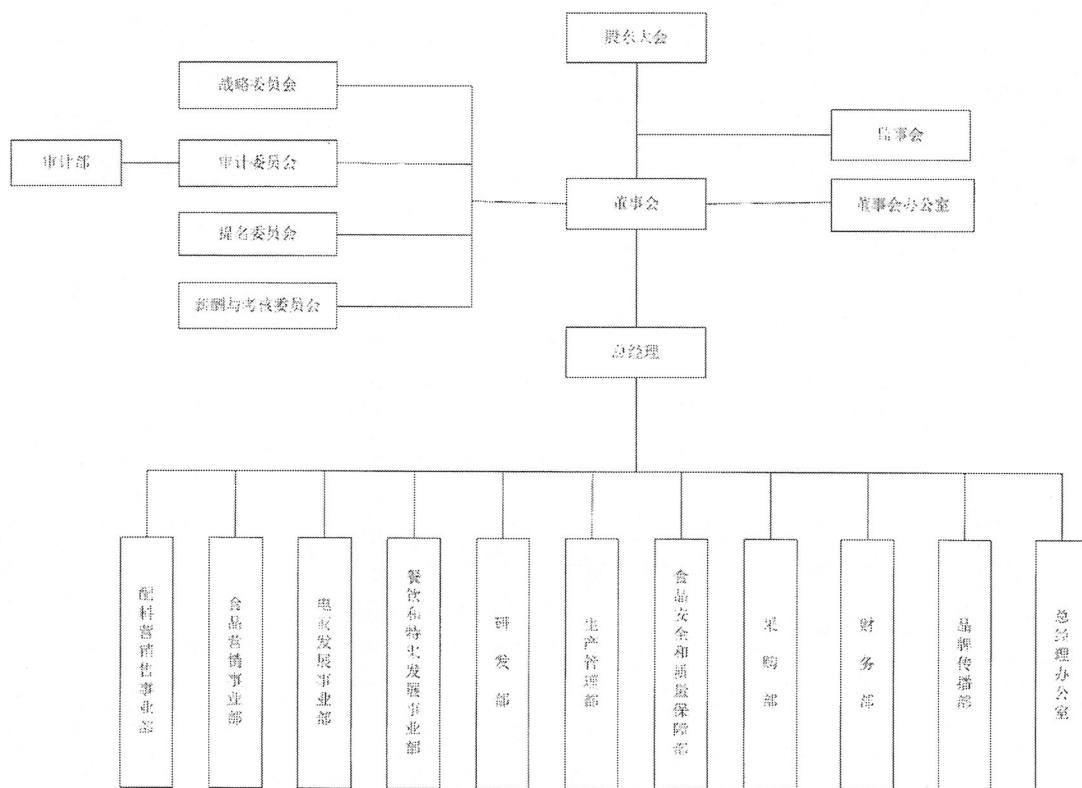 股东大会
战略委员会
监事会
审计部
审计委员会
董事会
董事会办公室
提名委员会
薪酬与考核委员会
总经理
配料营销售事业部
食品营销事业部
电商发展事业部
餐饮和特渠发展事业部
研发部
生产管理部
食品安全和质量保障部
采购部
财务部
品牌传播部
总经理办公室